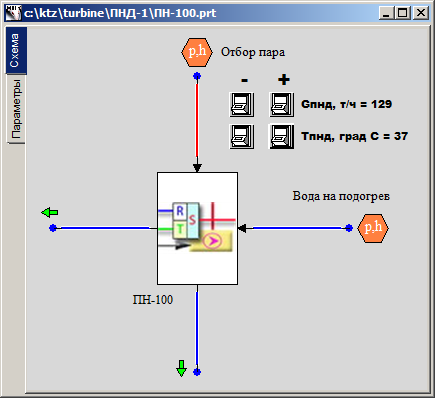 c:\ktz\turbine\ПНД-1\ПН-100.prt
Схема
Параметры
p,h
Отбор пара
- +
Gпнд, т/ч = 129
Тпнд, град С = 37
Вода на подогрев
p,h
R
S
T
ПН-100